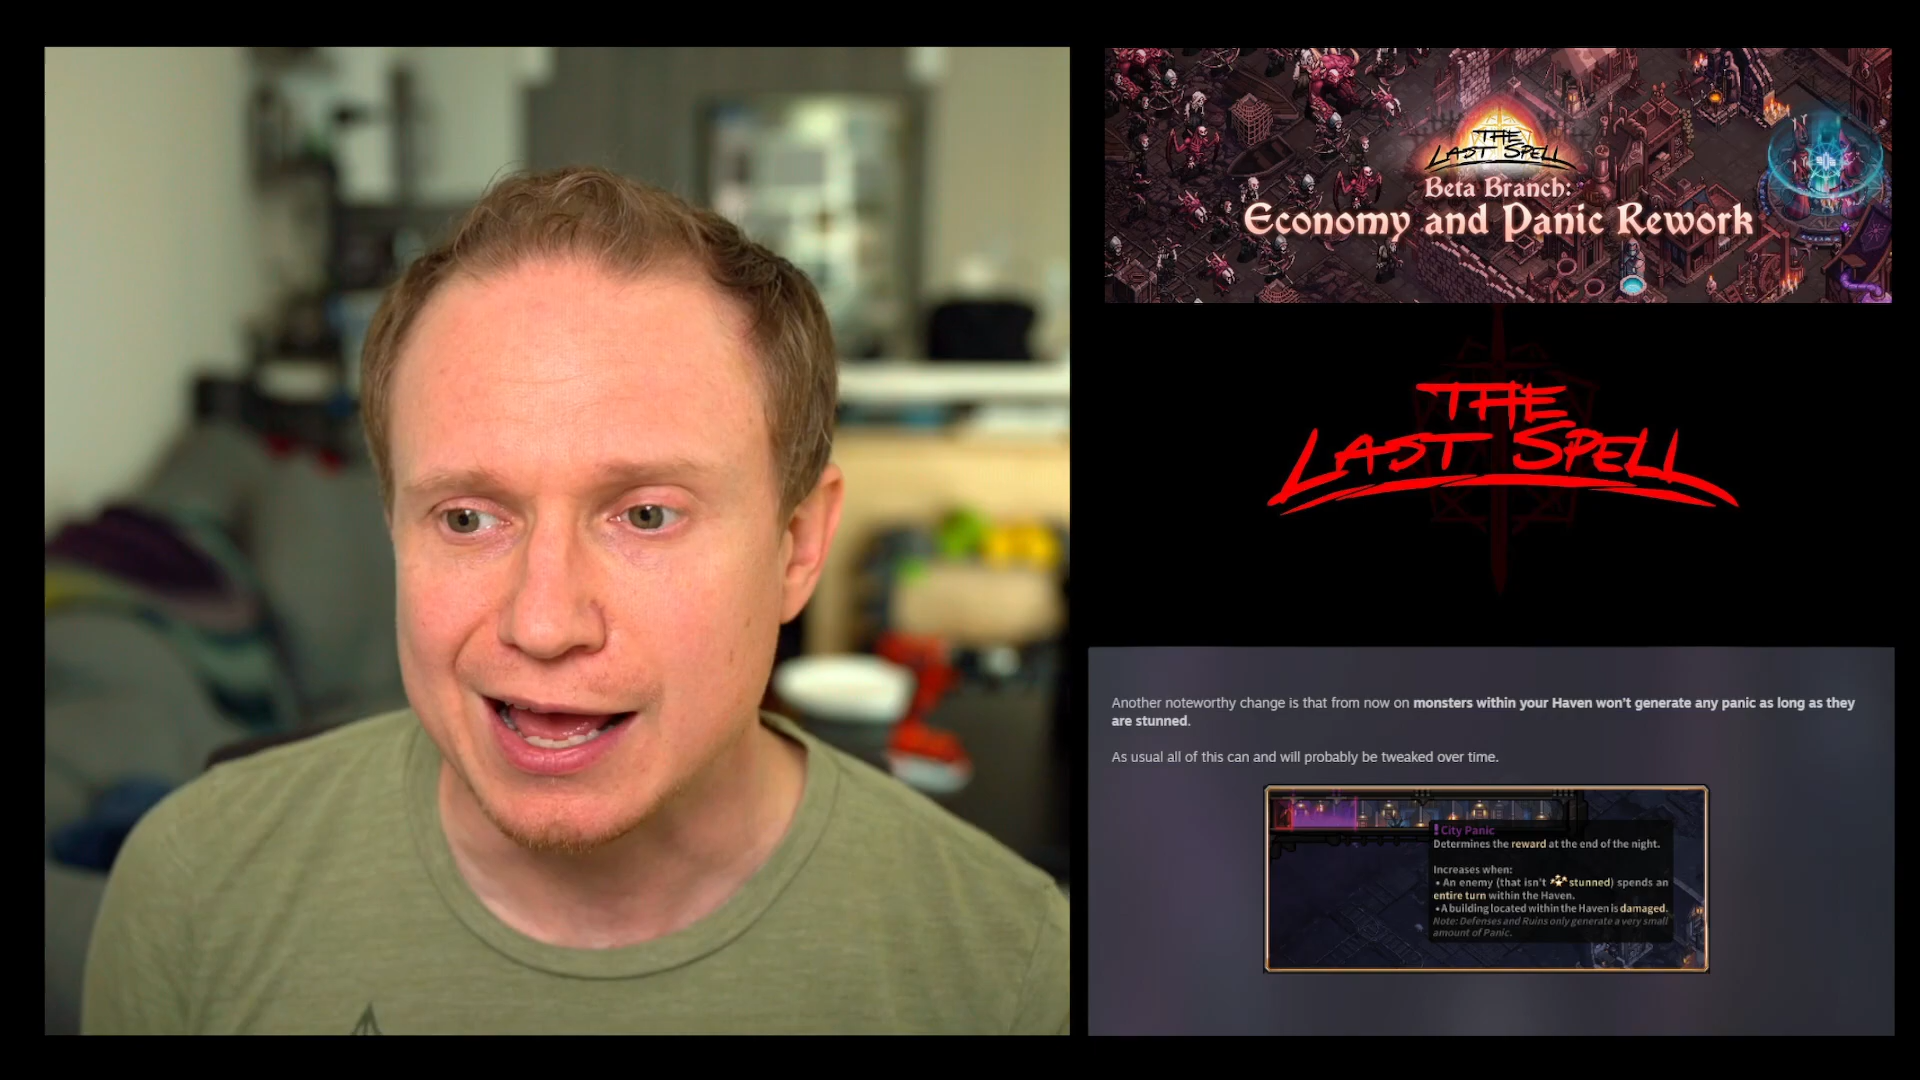 THE
LAST SPELL
Beta Branch:
Economy and Panic Rework
THE
LAST SPELL
Another noteworthy change is that from now on monsters within your Haven won't generate any panic as long as they
are stunned.
As usual all of this can and will probably be tweaked over time.
City Panic
Determines the reward at the end of the night.
Increases when:
• An enemy (that isn't stunned) spends an
entire turn within the Haven.
• A building located within the Haven is damaged.
Note: Defenses and Ruins only generate a very small
amount of Panic.